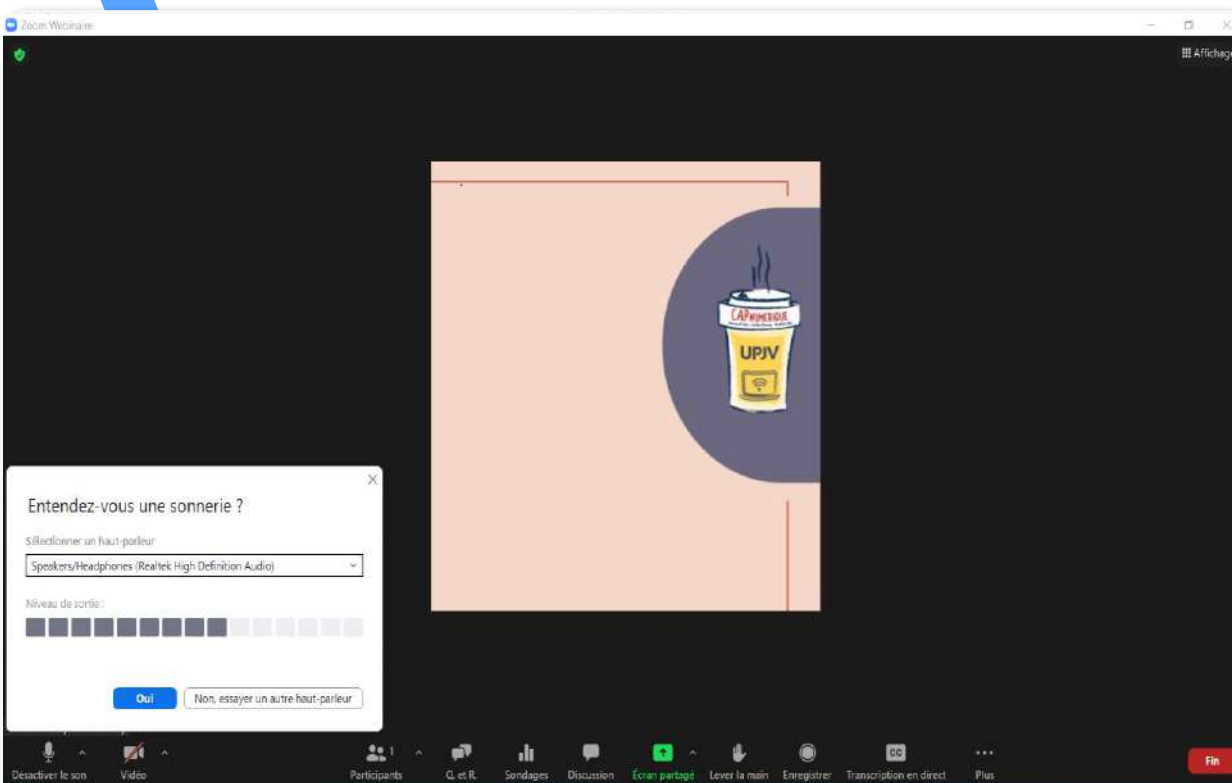 Zoom Webinaire
Affichage
CAPNUMERIQUE
UPJV
Entendez-vous une sonnerie ?
Sélectionner un haut-parleur
Speakers/Headphones (Realtek High Definition Audio)
Niveau de sortie :
Oui
Non, essayer un autre haut-parleur
Désactiver le son
Vidéo
1
Participants
Q. et R.
Sondages
Discussion
Écran partagé
Lever la main
Enregistrer
CC
Transcription en direct
Plus
Fin